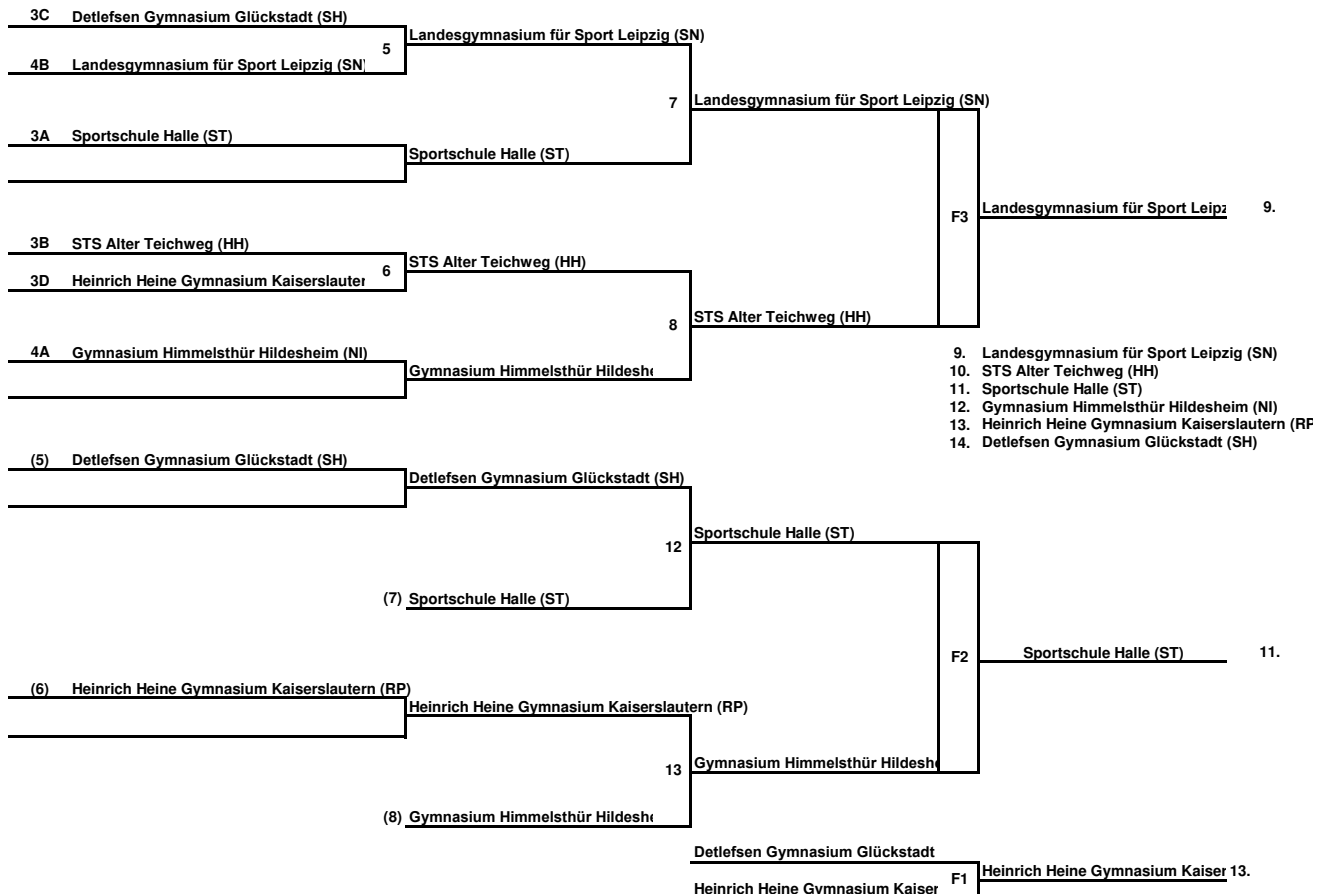 3C Detlefsen Gymnasium Glückstadt (SH)
Landesgymnasium für Sport Leipzig (SN)
5
4B Landesgymnasium für Sport Leipzig (SN)
7 Landesgymnasium für Sport Leipzig (SN)
3A Sportschule Halle (ST)
Sportschule Halle (ST)
F3 Landesgymnasium für Sport Leipz 9.
3B STS Alter Teichweg (HH)
6 STS Alter Teichweg (HH)
3D Heinrich Heine Gymnasium Kaiserslauter
8 STS Alter Teichweg (HH)
4A Gymnasium Himmelsthür Hildesheim (NI)
Gymnasium Himmelsthür Hildeshe
9. Landesgymnasium für Sport Leipzig (SN)
10. STS Alter Teichweg (HH)
11. Sportschule Halle (ST)
12. Gymnasium Himmelsthür Hildesheim (NI)
13. Heinrich Heine Gymnasium Kaiserslautern (RP
14. Detlefsen Gymnasium Glückstadt (SH)
(5) Detlefsen Gymnasium Glückstadt (SH)
Detlefsen Gymnasium Glückstadt (SH)
12 Sportschule Halle (ST)
(7) Sportschule Halle (ST)
F2 Sportschule Halle (ST) 11.
(6) Heinrich Heine Gymnasium Kaiserslautern (RP)
Heinrich Heine Gymnasium Kaiserslautern (RP)
13 Gymnasium Himmelsthür Hildeshe
(8) Gymnasium Himmelsthür Hildeshe
Detlefsen Gymnasium Glückstadt
F1 Heinrich Heine Gymnasium Kaiser 13.
Heinrich Heine Gymnasium Kaiser